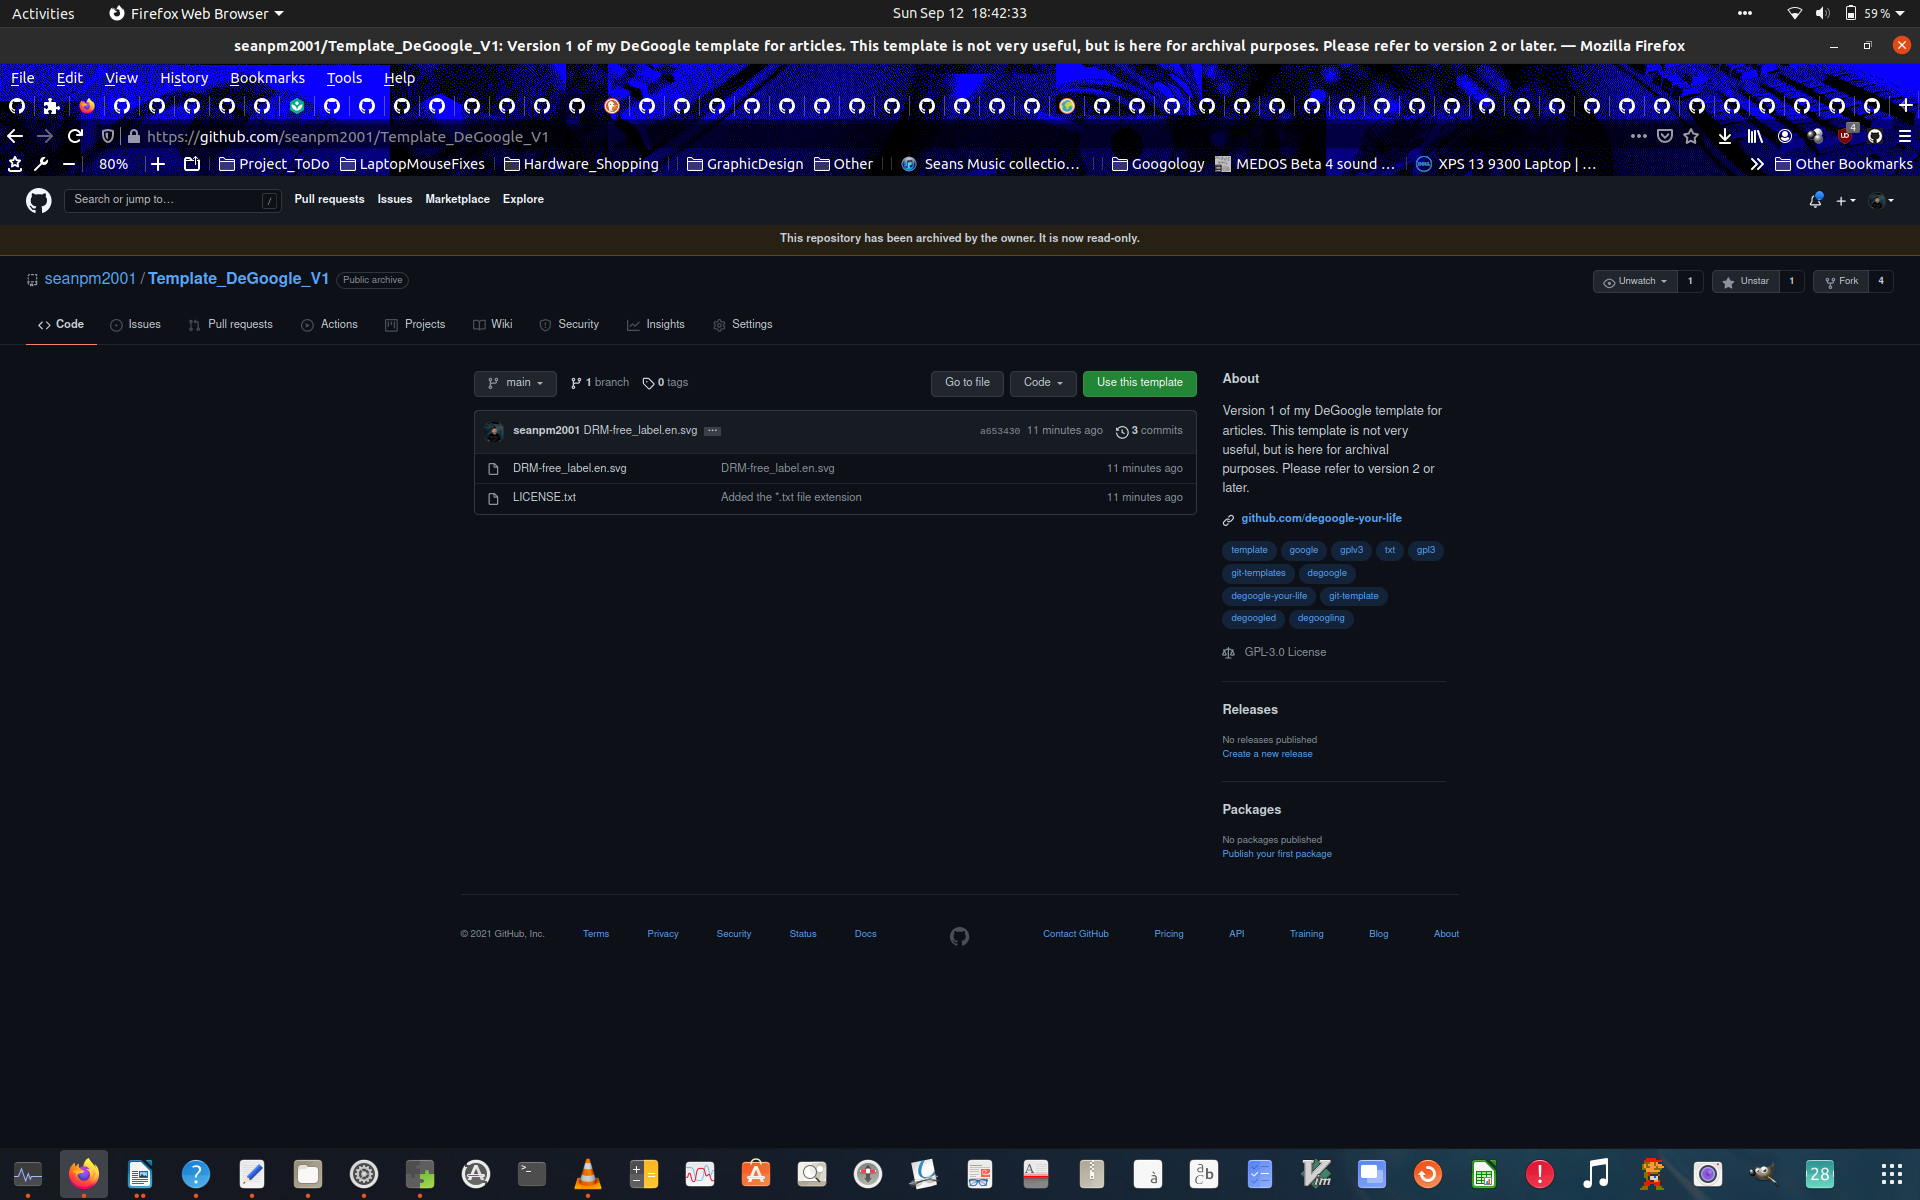 Activities Firefox Web Browser Sun Sep 12 18:42:33 59 %
seanpm2001/Template_DeGoogle_V1: Version 1 of my DeGoogle template for articles. This template is not very useful, but is here for archival purposes. Please refer to version 2 or later. — Mozilla Firefox
File Edit View History Bookmarks Tools Help
https://github.com/seanpm2001/Template_DeGoogle_V1 4
80% Project_ToDo LaptopMouseFixes Hardware_Shopping GraphicDesign Other Seans Music collectio... Googology MEDOS Beta 4 sound ... XPS 13 9300 Laptop | ... Other Bookmarks
Search or jump to... / Pull requests Issues Marketplace Explore
This repository has been archived by the owner. It is now read-only.
seanpm2001 / Template_DeGoogle_V1 Public archive Unwatch 1 Unstar 1 Fork 4
Code Issues Pull requests Actions Projects Wiki Security Insights Settings
main 1 branch 0 tags Go to file Code Use this template
seanpm2001 DRM-free_label.en.svg ... a653430 11 minutes ago 3 commits
DRM-free_label.en.svg DRM-free_label.en.svg 11 minutes ago
LICENSE.txt Added the *.txt file extension 11 minutes ago
About
Version 1 of my DeGoogle template for
articles. This template is not very
useful, but is here for archival
purposes. Please refer to version 2 or
later.
github.com/degoogle-your-life
template google gplv3 txt gpl3
git-templates degoogle
degoogle-your-life git-template
degoogled degoogling
GPL-3.0 License
Releases
No releases published
Create a new release
Packages
No packages published
Publish your first package
© 2021 GitHub, Inc. Terms Privacy Security Status Docs Contact GitHub Pricing API Training Blog About
28